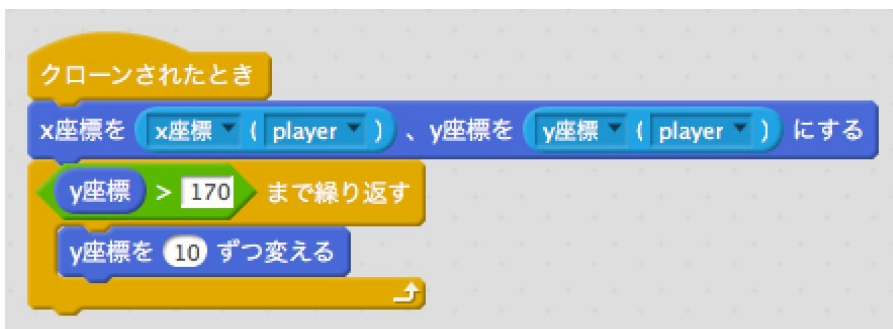 クローンされたとき
x座標を x座標 ( player ) 、y座標を y座標 ( player ) にする
y座標 > 170 まで繰り返す
y座標を 10 ずつ変える